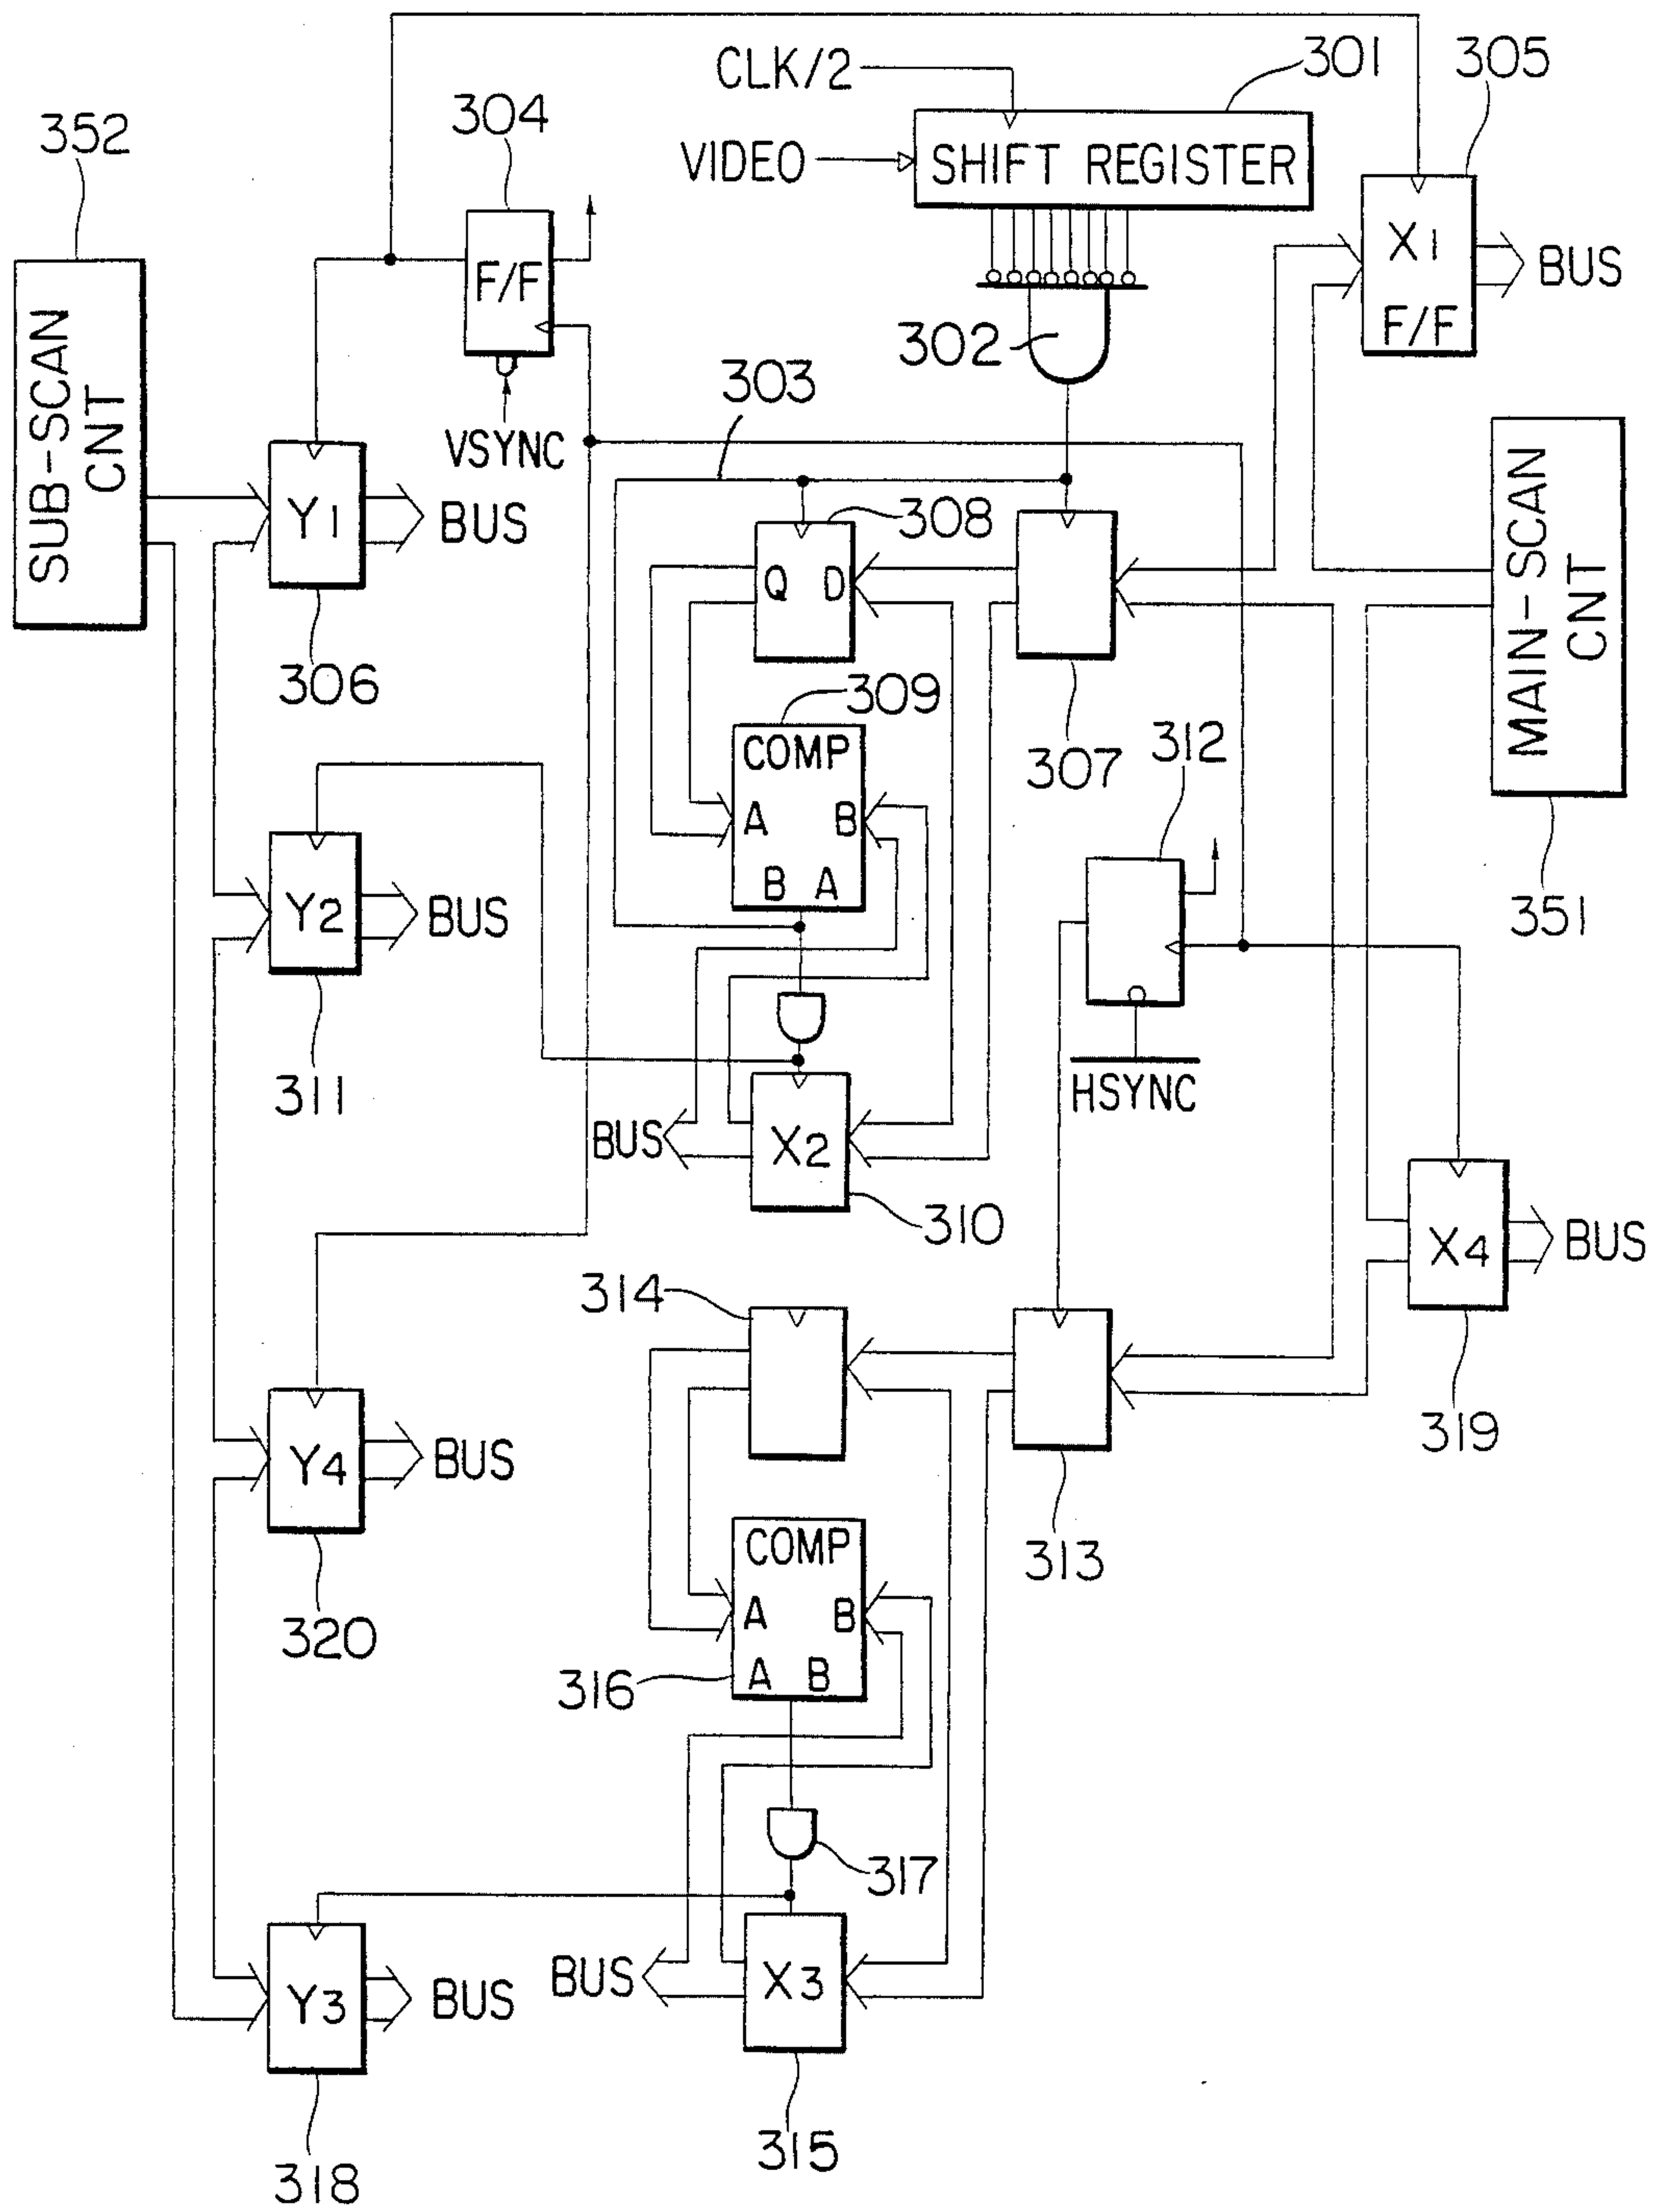 CLK/2
301
305
352
304
VIDEO
SHIFT REGISTER
X1
F/F
BUS
F/F
302
SUB-SCAN
CNT
303
VSYNC
MAIN-SCAN
CNT
Y1
BUS
308
Q D
306
309
307
312
COMP
A B
B A
351
Y2
BUS
311
HSYNC
BUS
X2
310
X4
BUS
314
319
Y4
BUS
313
320
COMP
A B
A B
316
317
BUS
X3
Y3
BUS
315
318